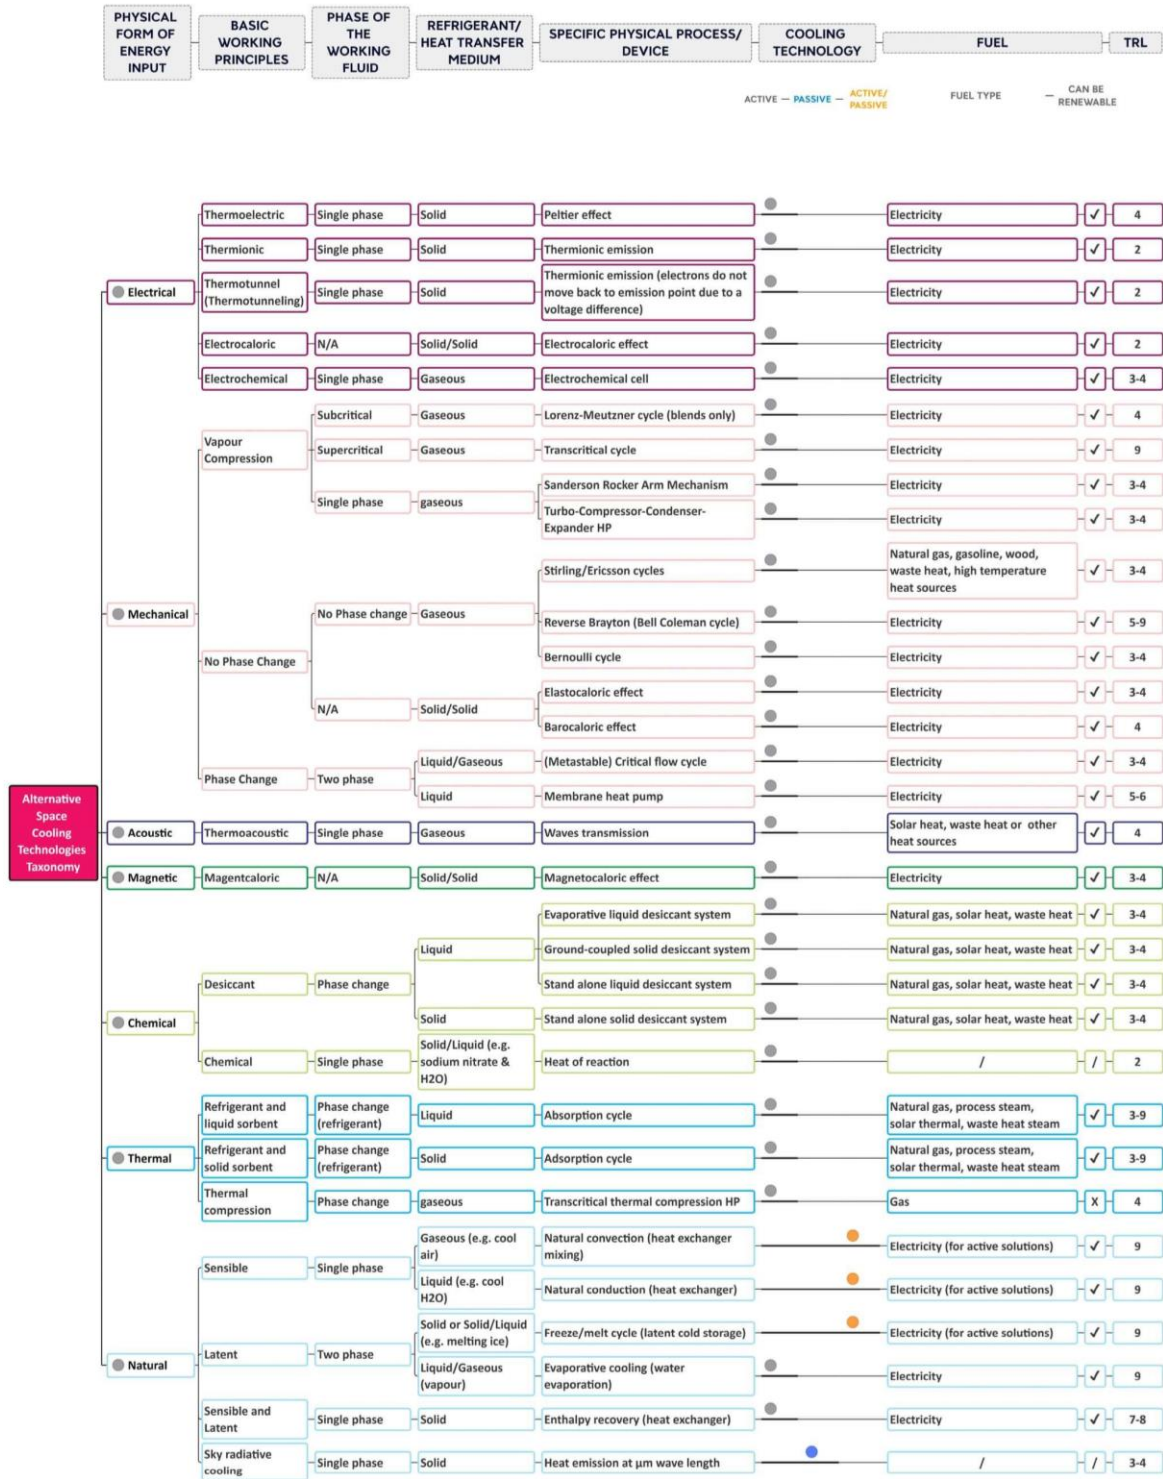 PHYSICAL
FORM OF
ENERGY
INPUT
BASIC
WORKING
PRINCIPLES
PHASE OF
THE
WORKING
FLUID
REFRIGERANT/
HEAT TRANSFER
MEDIUM
SPECIFIC PHYSICAL PROCESS/
DEVICE
COOLING
TECHNOLOGY
FUEL
TRL
ACTIVE — PASSIVE — ACTIVE/
PASSIVE
FUEL TYPE
— CAN BE
RENEWABLE
Alternative
Space
Cooling
Technologies
Taxonomy
Electrical
Thermoelectric Single phase Solid Peltier effect Electricity ✓ 4
Thermionic Single phase Solid Thermionic emission Electricity ✓ 2
Thermotunnel
(Thermotunneling)
Single phase Solid
Thermionic emission (electrons do not
move back to emission point due to a
voltage difference)
Electricity ✓ 2
Electrocaloric N/A Solid/Solid Electrocaloric effect Electricity ✓ 2
Electrochemical Single phase Gaseous Electrochemical cell Electricity ✓ 3-4
Mechanical
Vapour
Compression
Subcritical Gaseous Lorenz-Meutzner cycle (blends only) Electricity ✓ 4
Supercritical Gaseous Transcritical cycle Electricity ✓ 9
Single phase gaseous
Sanderson Rocker Arm Mechanism Electricity ✓ 3-4
Turbo-Compressor-Condenser-
Expander HP
Electricity ✓ 3-4
No Phase Change
No Phase change Gaseous
Stirling/Ericsson cycles
Natural gas, gasoline, wood,
waste heat, high temperature
heat sources
✓ 3-4
Reverse Brayton (Bell Coleman cycle) Electricity ✓ 5-9
Bernoulli cycle Electricity ✓ 3-4
N/A Solid/Solid
Elastocaloric effect Electricity ✓ 3-4
Barocaloric effect Electricity ✓ 4
Phase Change Two phase
Liquid/Gaseous (Metastable) Critical flow cycle Electricity ✓ 3-4
Liquid Membrane heat pump Electricity ✓ 5-6
Acoustic Thermoacoustic Single phase Gaseous Waves transmission
Solar heat, waste heat or other
heat sources
✓ 4
Magnetic Magentcaloric N/A Solid/Solid Magnetocaloric effect Electricity ✓ 3-4
Chemical
Desiccant Phase change
Liquid
Evaporative liquid desiccant system Natural gas, solar heat, waste heat ✓ 3-4
Ground-coupled solid desiccant system Natural gas, solar heat, waste heat ✓ 3-4
Stand alone liquid desiccant system Natural gas, solar heat, waste heat ✓ 3-4
Solid Stand alone solid desiccant system Natural gas, solar heat, waste heat ✓ 3-4
Chemical Single phase
Solid/Liquid (e.g.
sodium nitrate &
H2O)
Heat of reaction / / 2
Thermal
Refrigerant and
liquid sorbent
Phase change
(refrigerant)
Liquid Absorption cycle
Natural gas, process steam,
solar thermal, waste heat steam
✓ 3-9
Refrigerant and
solid sorbent
Phase change
(refrigerant)
Solid Adsorption cycle
Natural gas, process steam,
solar thermal, waste heat steam
✓ 3-9
Thermal
compression
Phase change gaseous Transcritical thermal compression HP Gas X 4
Natural
Sensible Single phase
Gaseous (e.g. cool
air)
Natural convection (heat exchanger
mixing)
Electricity (for active solutions) ✓ 9
Liquid (e.g. cool
H2O)
Natural conduction (heat exchanger) Electricity (for active solutions) ✓ 9
Latent Two phase
Solid or Solid/Liquid
(e.g. melting ice)
Freeze/melt cycle (latent cold storage) Electricity (for active solutions) ✓ 9
Liquid/Gaseous
(vapour)
Evaporative cooling (water
evaporation)
Electricity ✓ 9
Sensible and
Latent
Single phase Solid Enthalpy recovery (heat exchanger) Electricity ✓ 7-8
Sky radiative
cooling
Single phase Solid Heat emission at µm wave length / / 3-4